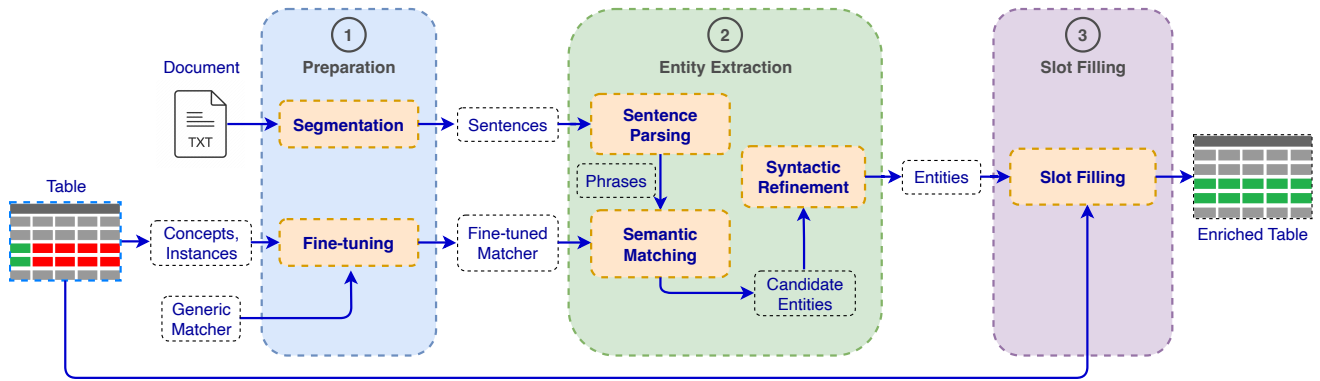 1
Preparation
2
Entity Extraction
3
Slot Filling
Document
TXT
Segmentation
Sentences
Sentence
Parsing
Phrases
Syntactic
Refinement
Entities
Slot Filling
Enriched Table
Table
Concepts,
Instances
Fine-tuning
Fine-tuned
Matcher
Semantic
Matching
Candidate
Entities
Generic
Matcher